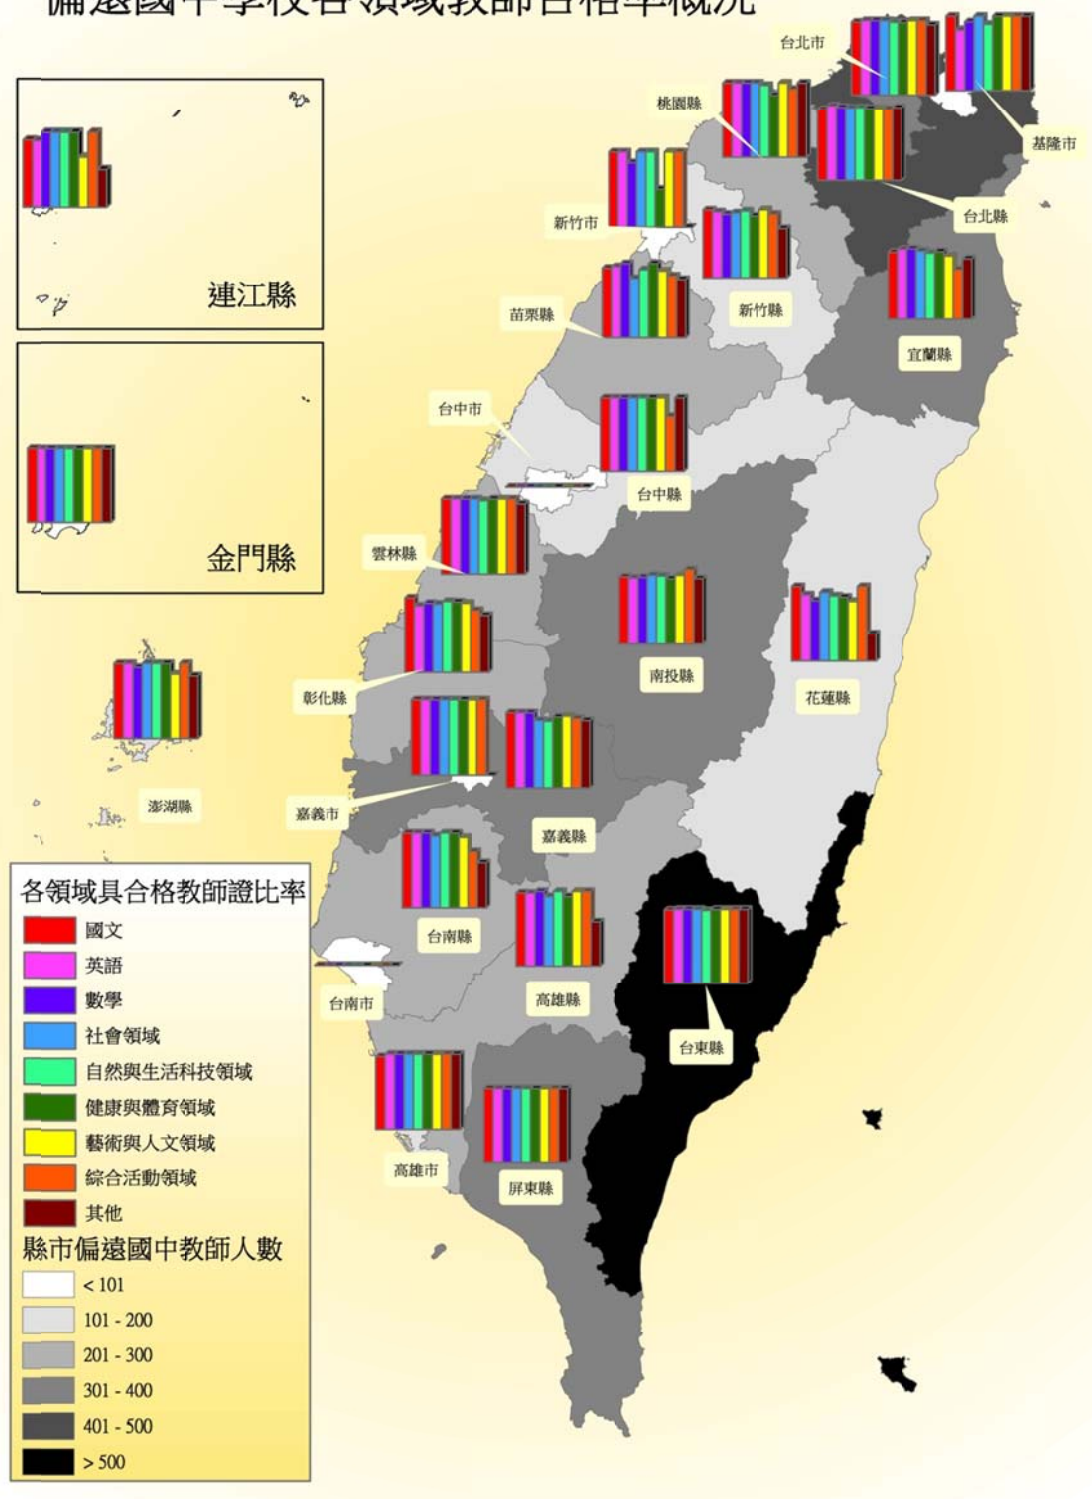 偏遠國中學校各領域教師合格率概況
台北市
桃園縣
基隆市
新竹市
台北縣
連江縣
苗栗縣
新竹縣
宜蘭縣
台中市
台中縣
雲林縣
金門縣
南投縣
彰化縣
花蓮縣
澎湖縣
嘉義市
嘉義縣
台南縣
台南市
高雄縣
台東縣
高雄市
屏東縣
各領域具合格教師證比率
國文
英語
數學
社會領域
自然與生活科技領域
健康與體育領域
藝術與人文領域
綜合活動領域
其他
縣市偏遠國中教師人數
< 101
101 - 200
201 - 300
301 - 400
401 - 500
> 500